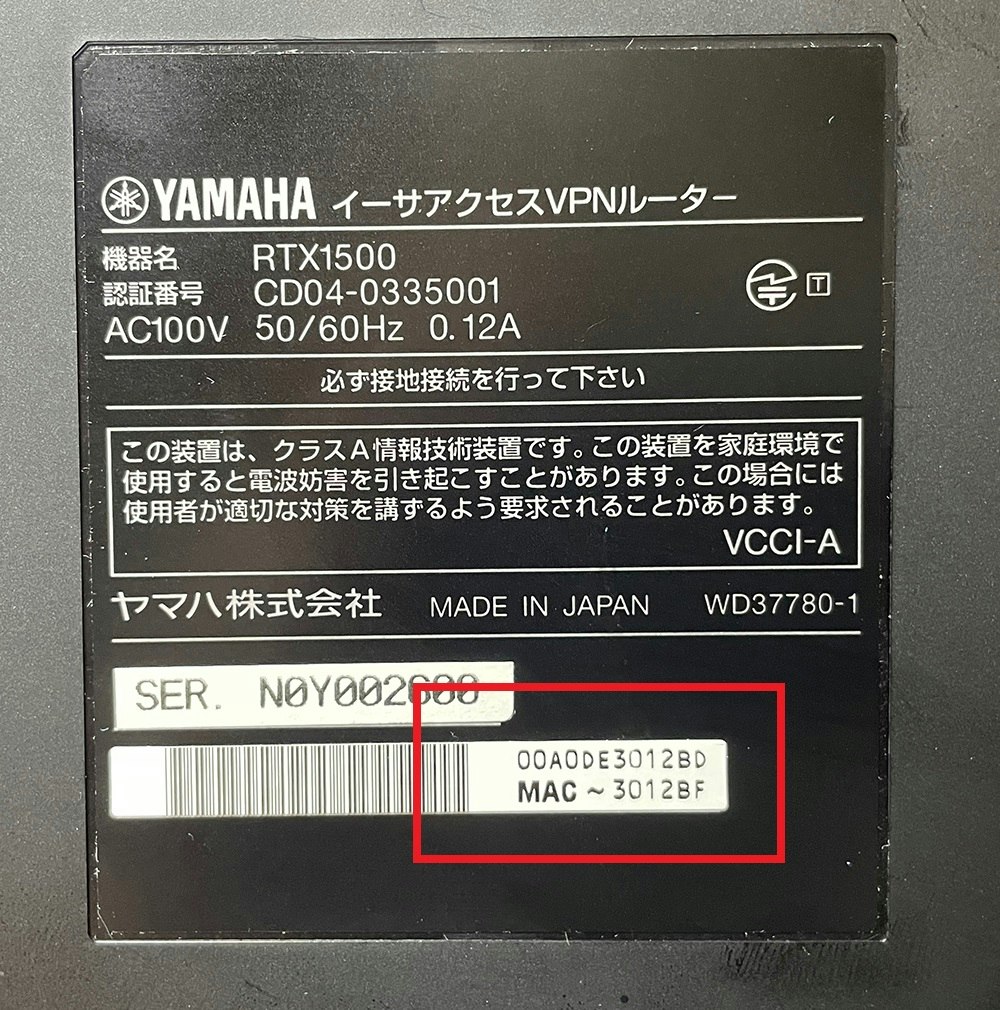 YAMAHA イーサアクセスVPNルーター
機器名 RTX1500
認証番号 CD04-0335001
T
AC100V 50/60Hz 0.12A
必ず接地接続を行って下さい
この装置は、クラスA情報技術装置です。この装置を家庭環境で
使用すると電波妨害を引き起こすことがあります。この場合には
使用者が適切な対策を講ずるよう要求されることがあります。
VCCI-A
ヤマハ株式会社 MADE IN JAPAN WD37780-1
SER. N0Y002600
00A0DE3012BD
MAC ~ 3012BF